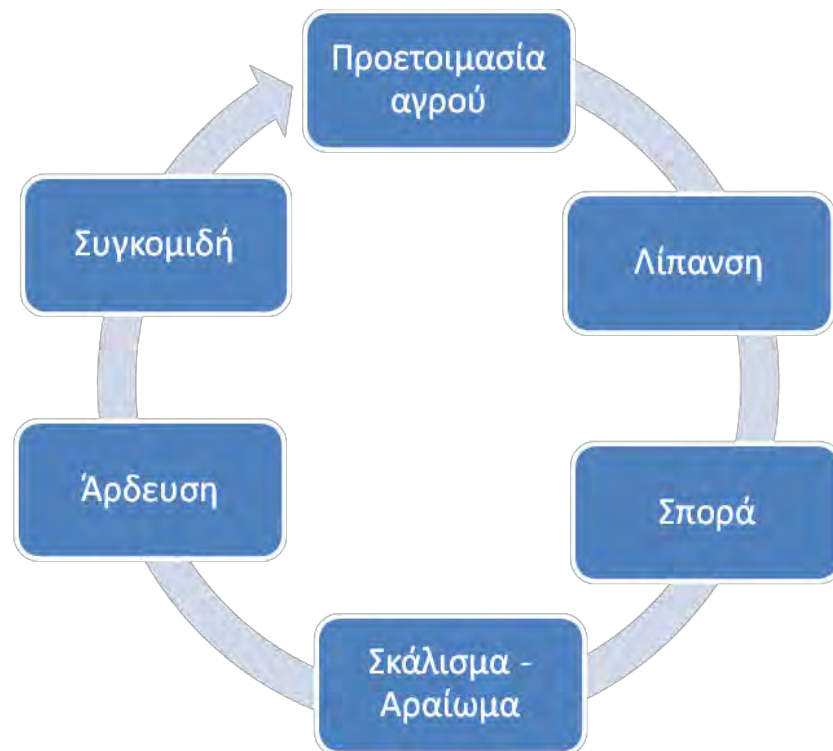 Προετοιμασία
αγρού
Λίπανση
Σπορά
Σκάλισμα -
Αραίωμα
Άρδευση
Συγκομιδή